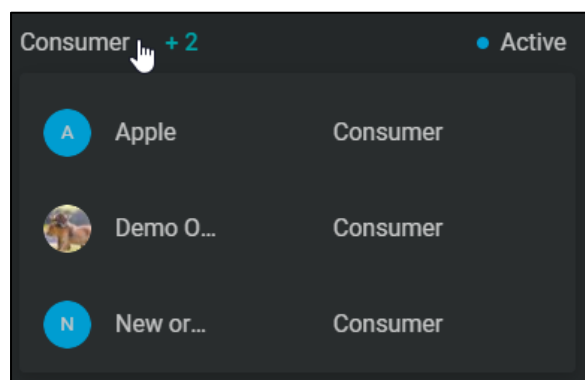 Consumer + 2 Active
A Apple Consumer
Demo O... Consumer
N New or... Consumer